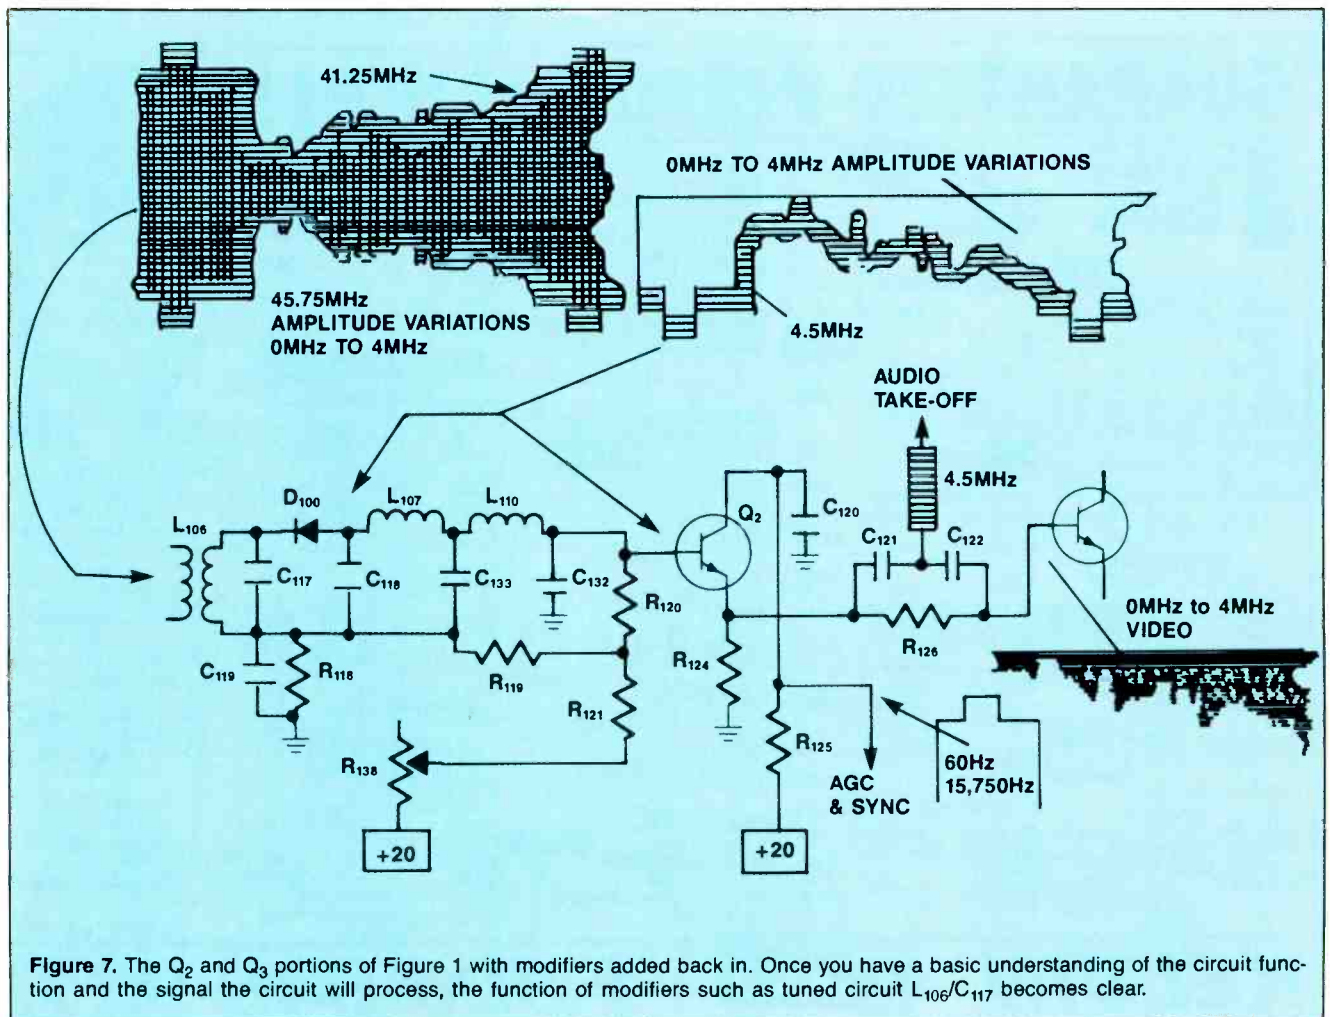 41.25MHz
0MHz TO 4MHz AMPLITUDE VARIATIONS
45.75MHz
AMPLITUDE VARIATIONS
0MHz TO 4MHz
4.5MHz
AUDIO
TAKE-OFF
4.5MHz
L106
D100
L107
L110
C117
C118
C133
C132
R120
Q2
C120
C121
C122
R126
0MHz to 4MHz
VIDEO
C119
R118
R119
R121
R124
R125
R138
AGC
& SYNC
60Hz
15,750Hz
+20
+20
Figure 7. The Q2 and Q3 portions of Figure 1 with modifiers added back in. Once you have a basic understanding of the circuit func-
tion and the signal the circuit will process, the function of modifiers such as tuned circuit L106/C117 becomes clear.